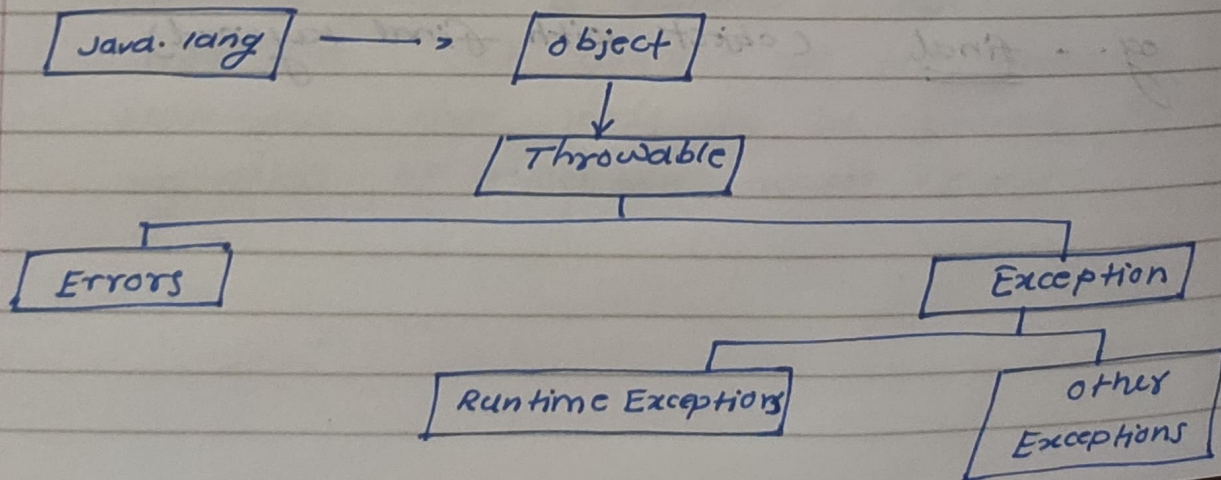 Java.lang
object
Throwable
Errors
Exception
Runtime Exceptions
other
Exceptions